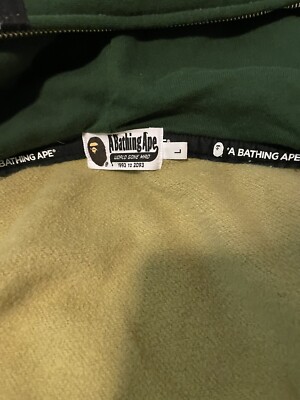 A Bathing Ape
WORLD GONE MAD
1993 TO 2093
L
A BATHING APE®
"A BATHING APE